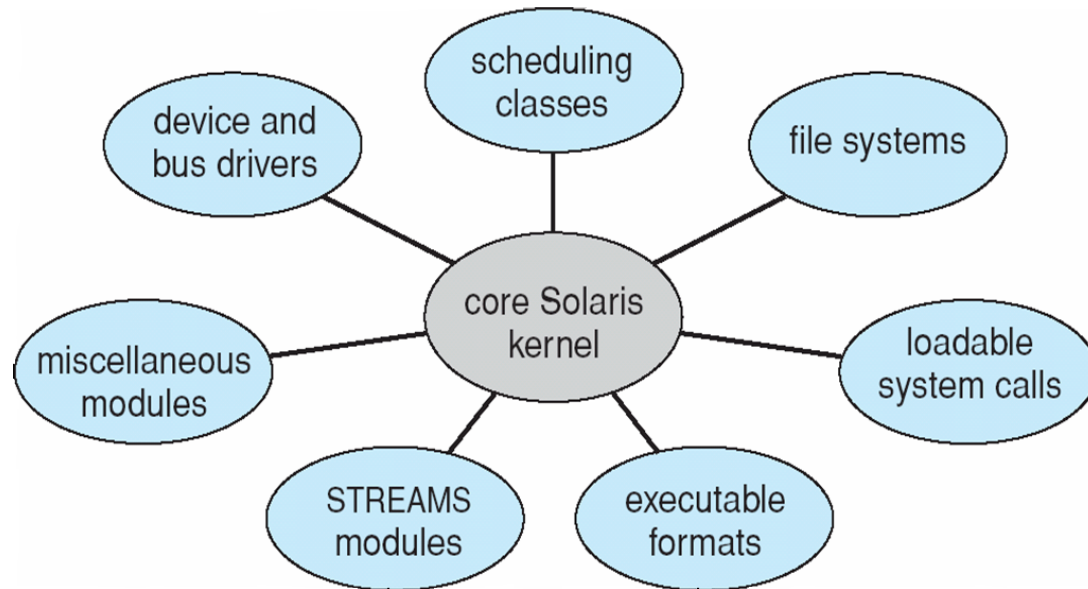 scheduling
classes
device and
bus drivers
file systems
core Solaris
kernel
miscellaneous
modules
loadable
system calls
STREAMS
modules
executable
formats